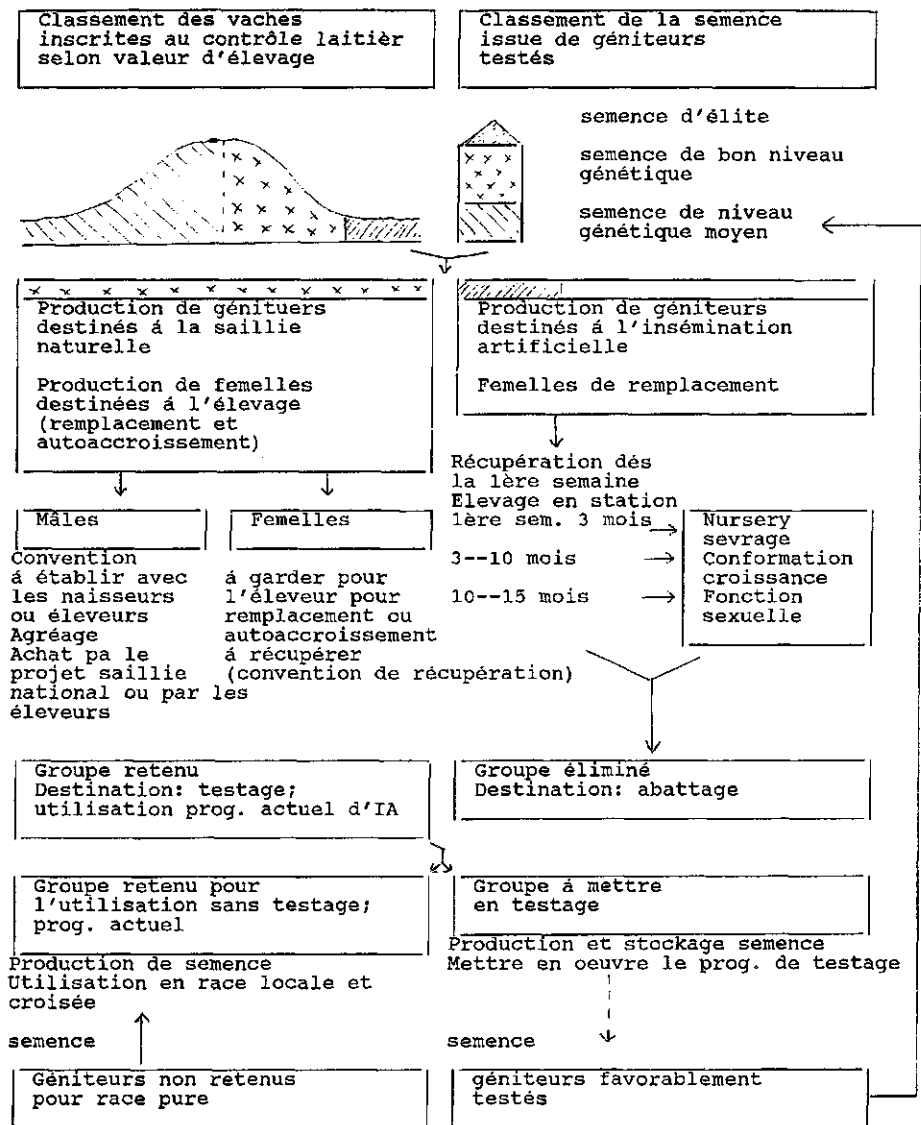 Classement des vaches
inscrites au contrôle laitièr
selon valeur d'élevage
Classement de la semence
issue de géniteurs
testés
semence d'élite
semence de bon niveau
génétique
semence de niveau
génétique moyen
Production de génituers
destinés á la saillie
naturelle
Production de femelles
destinées á l'élevage
(remplacement et
autoaccroissement)
Production de géniteurs
destinés á l'insémination
artificielle
Femelles de remplacement
Récupération dés
la 1ère semaine
Elevage en station
1ère sem. 3 mois
3--10 mois
10--15 mois
Nursery
sevrage
Conformation
croissance
Fonction
sexuelle
Mâles
Convention
á établir avec
les naisseurs
ou éleveurs
Agréage
Achat pa le
projet saillie
national ou par les
éleveurs
Femelles
á garder pour
l'éleveur pour
remplacement ou
autoaccroissement
á récupérer
(convention de récupération)
Groupe retenu
Destination: testage;
utilisation prog. actuel d'IA
Groupe éliminé
Destination: abattage
Groupe retenu pour
l'utilisation sans testage;
prog. actuel
Production de semence
Utilisation en race locale et
croisée
Groupe á mettre
en testage
Production et stockage semence
Mettre en oeuvre le prog. de testage
semence
Géniteurs non retenus
pour race pure
semence
géniteurs favorablement
testés